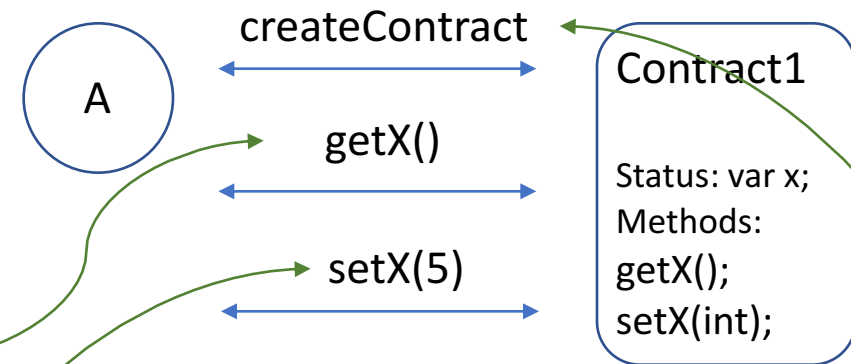 createContract
A
getX()
setX(5)
Contract1
Status: var x;
Methods:
getX();
setX(int);